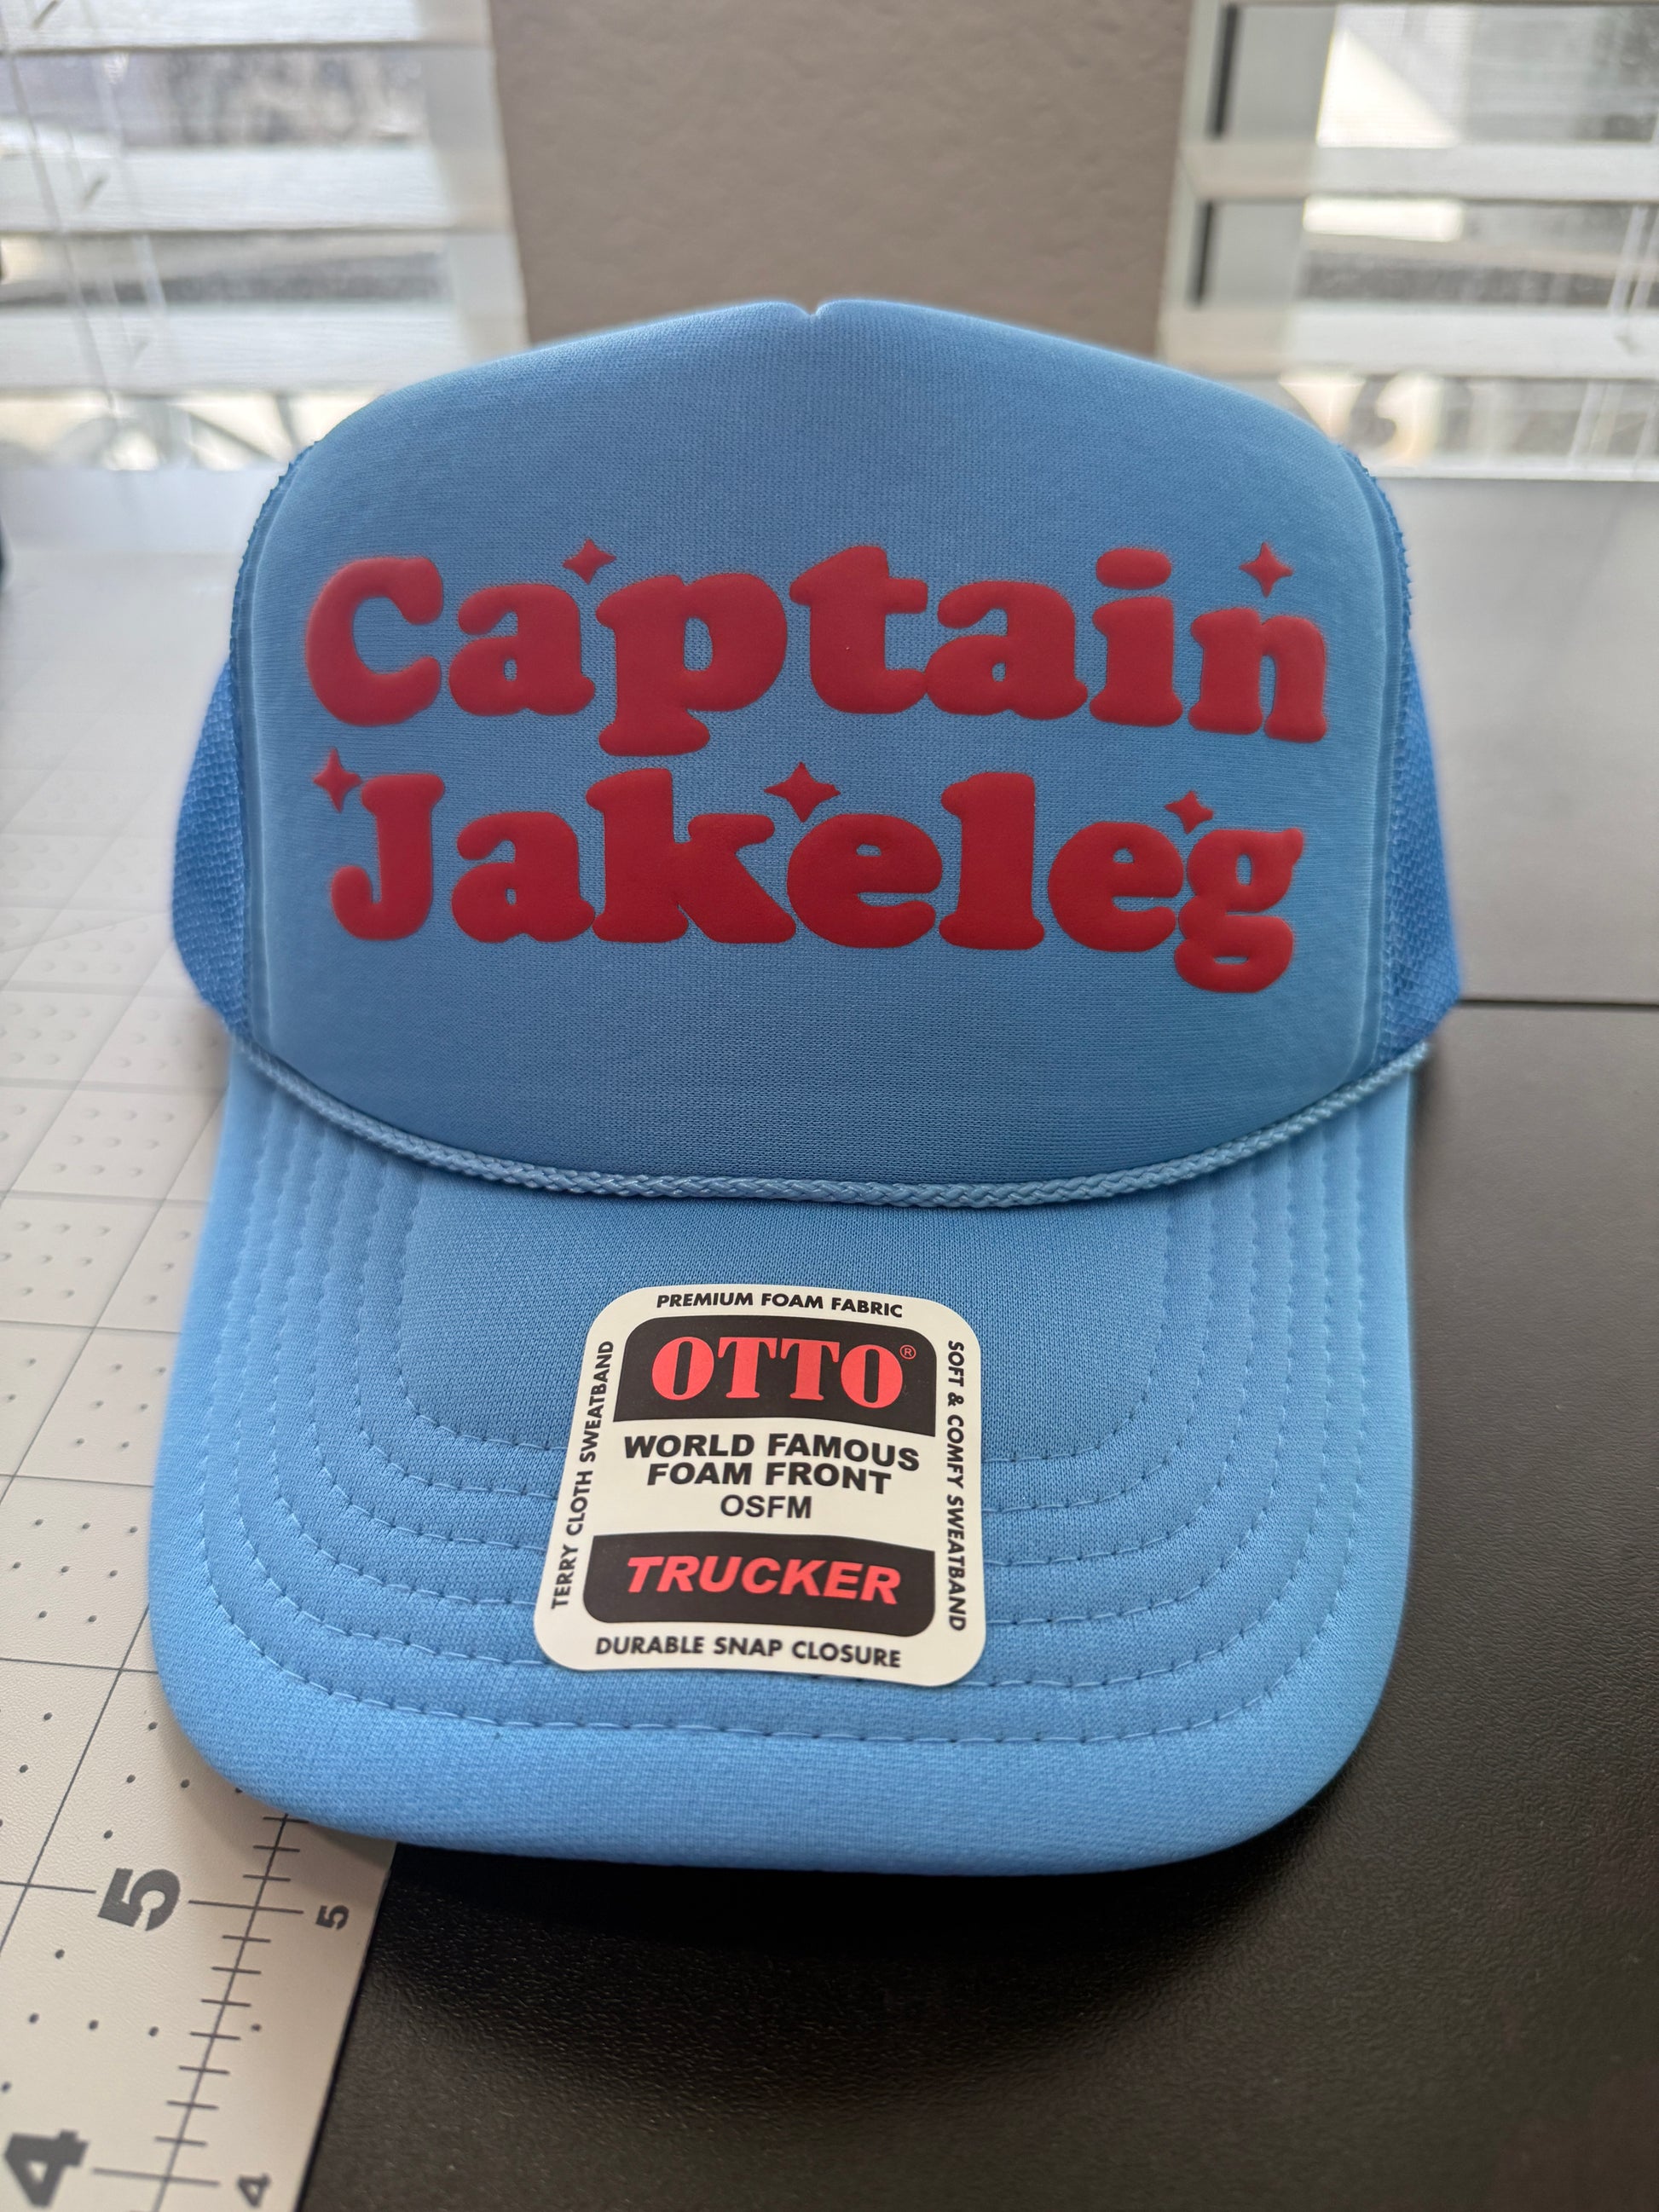 Captain
Jakeleg
PREMIUM FOAM FABRIC
TERRY CLOTH SWEATBAND
OTTO®
WORLD FAMOUS
FOAM FRONT
OSFM
TRUCKER
SOFT & COMFY SWEATBAND
DURABLE SNAP CLOSURE
5 5
4 4